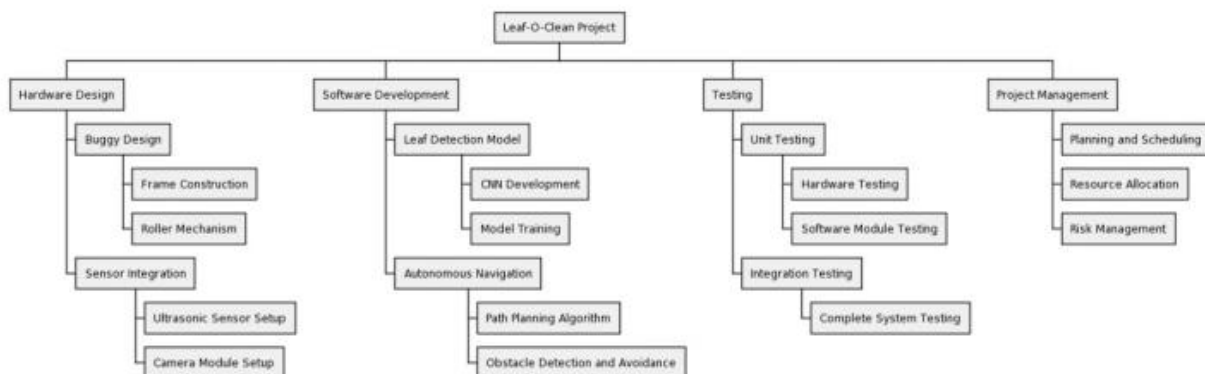 Leaf-O-Clean Project
Hardware Design
Buggy Design
Frame Construction
Roller Mechanism
Sensor Integration
Ultrasonic Sensor Setup
Camera Module Setup
Software Development
Leaf Detection Model
CNN Development
Model Training
Autonomous Navigation
Path Planning Algorithm
Obstacle Detection and Avoidance
Testing
Unit Testing
Hardware Testing
Software Module Testing
Integration Testing
Complete System Testing
Project Management
Planning and Scheduling
Resource Allocation
Risk Management